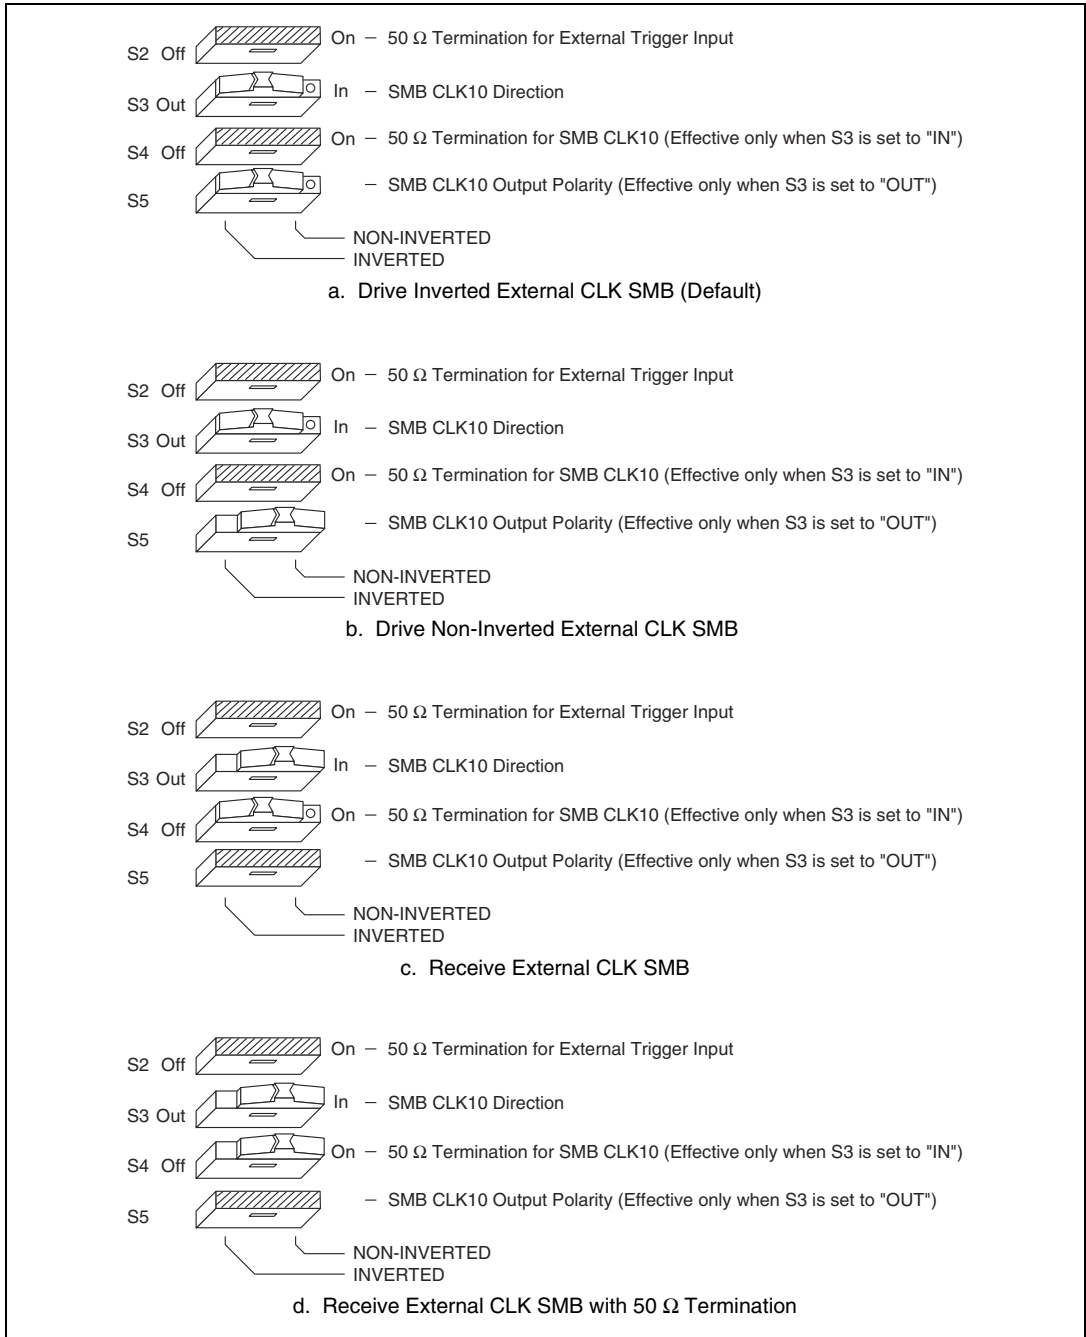 S2 Off On – 50 Ω Termination for External Trigger Input
S3 Out In – SMB CLK10 Direction
S4 Off On – 50 Ω Termination for SMB CLK10 (Effective only when S3 is set to "IN")
S5 – SMB CLK10 Output Polarity (Effective only when S3 is set to "OUT")
NON-INVERTED
INVERTED
a. Drive Inverted External CLK SMB (Default)
S2 Off On – 50 Ω Termination for External Trigger Input
S3 Out In – SMB CLK10 Direction
S4 Off On – 50 Ω Termination for SMB CLK10 (Effective only when S3 is set to "IN")
S5 – SMB CLK10 Output Polarity (Effective only when S3 is set to "OUT")
NON-INVERTED
INVERTED
b. Drive Non-Inverted External CLK SMB
S2 Off On – 50 Ω Termination for External Trigger Input
S3 Out In – SMB CLK10 Direction
S4 Off On – 50 Ω Termination for SMB CLK10 (Effective only when S3 is set to "IN")
S5 – SMB CLK10 Output Polarity (Effective only when S3 is set to "OUT")
NON-INVERTED
INVERTED
c. Receive External CLK SMB
S2 Off On – 50 Ω Termination for External Trigger Input
S3 Out In – SMB CLK10 Direction
S4 Off On – 50 Ω Termination for SMB CLK10 (Effective only when S3 is set to "IN")
S5 – SMB CLK10 Output Polarity (Effective only when S3 is set to "OUT")
NON-INVERTED
INVERTED
d. Receive External CLK SMB with 50 Ω Termination